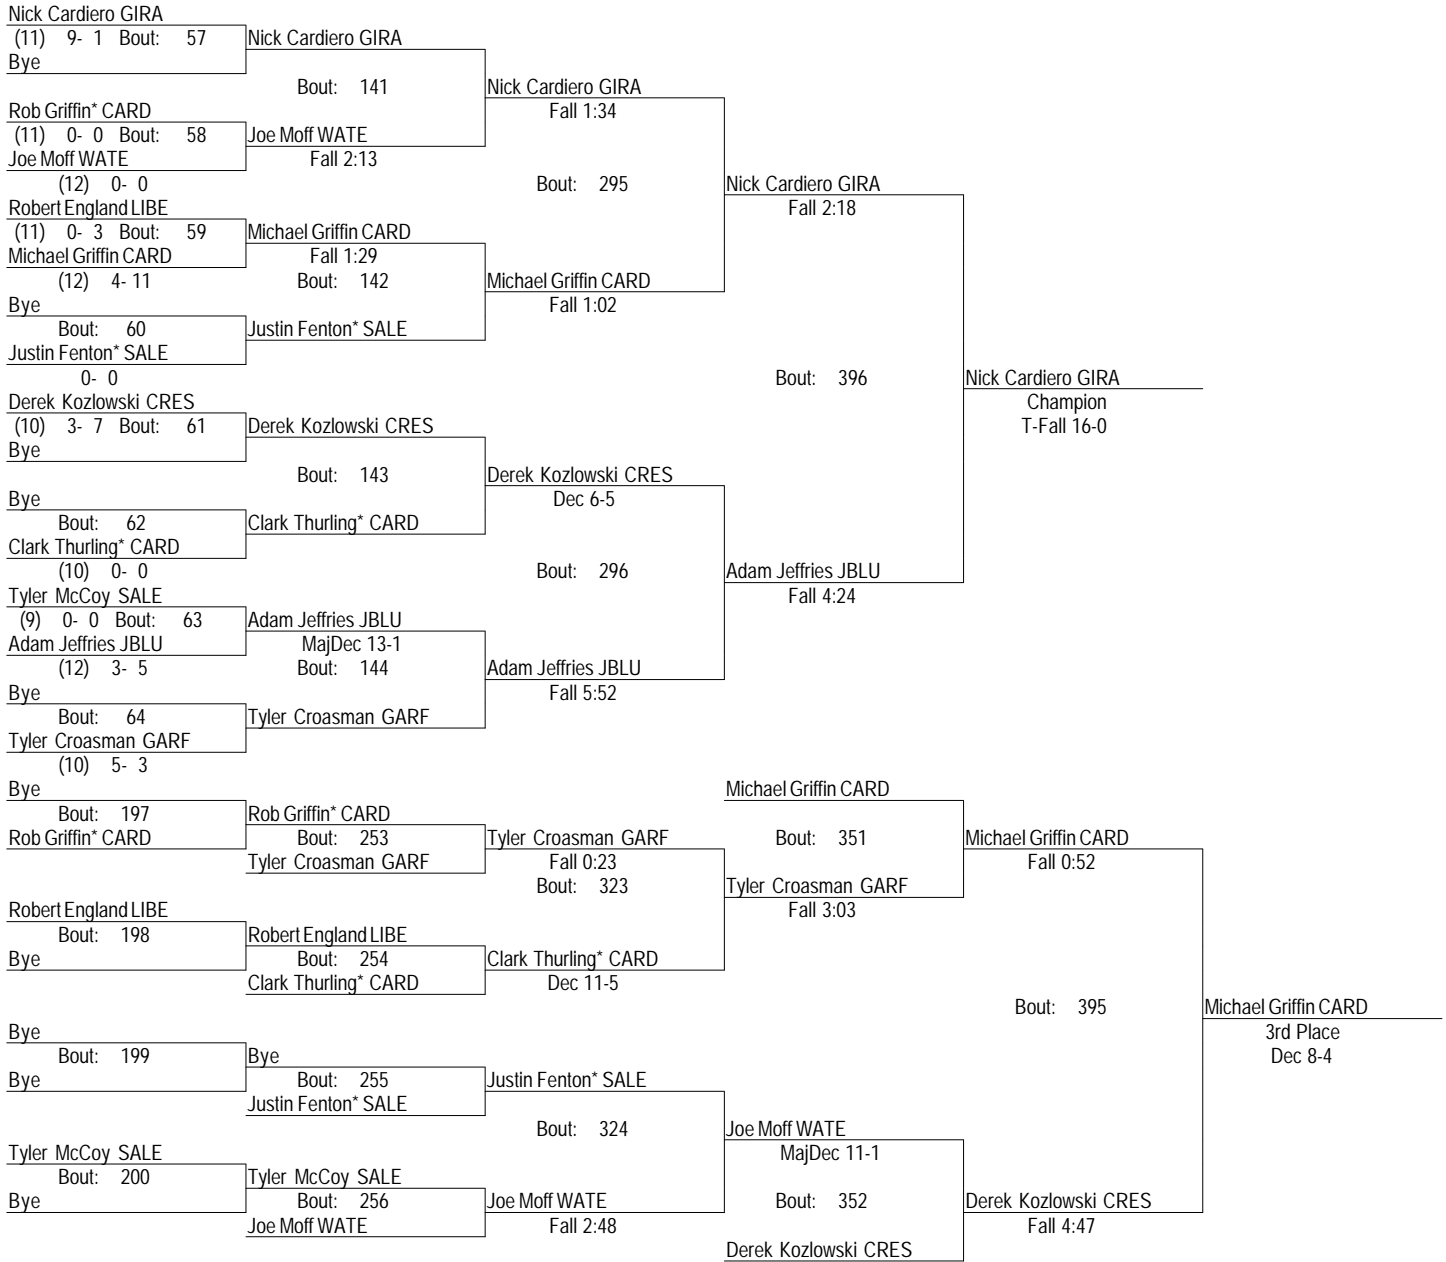 Nick Cardiero GIRA
(11) 9- 1 Bout: 57 Nick Cardiero GIRA
Bye
Bout: 141 Nick Cardiero GIRA
Rob Griffin* CARD Fall 1:34
(11) 0- 0 Bout: 58 Joe Moff WATE
Joe Moff WATE Fall 2:13
(12) 0- 0 Bout: 295 Nick Cardiero GIRA
Robert England LIBE Fall 2:18
(11) 0- 3 Bout: 59 Michael Griffin CARD
Michael Griffin CARD Fall 1:29
(12) 4- 11 Bout: 142 Michael Griffin CARD
Bye Fall 1:02
Bout: 60 Justin Fenton* SALE
Justin Fenton* SALE
0- 0 Bout: 396 Nick Cardiero GIRA
Derek Kozlowski CRES Champion
(10) 3- 7 Bout: 61 Derek Kozlowski CRES T-Fall 16-0
Bye
Bout: 143 Derek Kozlowski CRES
Bye Dec 6-5
Bout: 62 Clark Thurling* CARD
Clark Thurling* CARD
(10) 0- 0 Bout: 296 Adam Jeffries JBLU
Tyler McCoy SALE Fall 4:24
(9) 0- 0 Bout: 63 Adam Jeffries JBLU
Adam Jeffries JBLU MajDec 13-1
(12) 3- 5 Bout: 144 Adam Jeffries JBLU
Bye Fall 5:52
Bout: 64 Tyler Croasman GARF
Tyler Croasman GARF
(10) 5- 3
Bye Michael Griffin CARD
Bout: 197 Rob Griffin* CARD
Rob Griffin* CARD Bout: 253 Tyler Croasman GARF Bout: 351 Michael Griffin CARD
Tyler Croasman GARF Fall 0:23 Fall 0:52
Bout: 323 Tyler Croasman GARF
Robert England LIBE Fall 3:03
Bout: 198 Robert England LIBE
Bye Bout: 254 Clark Thurling* CARD
Clark Thurling* CARD Dec 11-5
Bout: 395 Michael Griffin CARD
Bye 3rd Place
Bout: 199 Bye Dec 8-4
Bye Bout: 255 Justin Fenton* SALE
Justin Fenton* SALE
Bout: 324 Joe Moff WATE
Tyler McCoy SALE MajDec 11-1
Bout: 200 Tyler McCoy SALE
Bye Bout: 256 Joe Moff WATE Bout: 352 Derek Kozlowski CRES
Joe Moff WATE Fall 2:48 Fall 4:47
Derek Kozlowski CRES